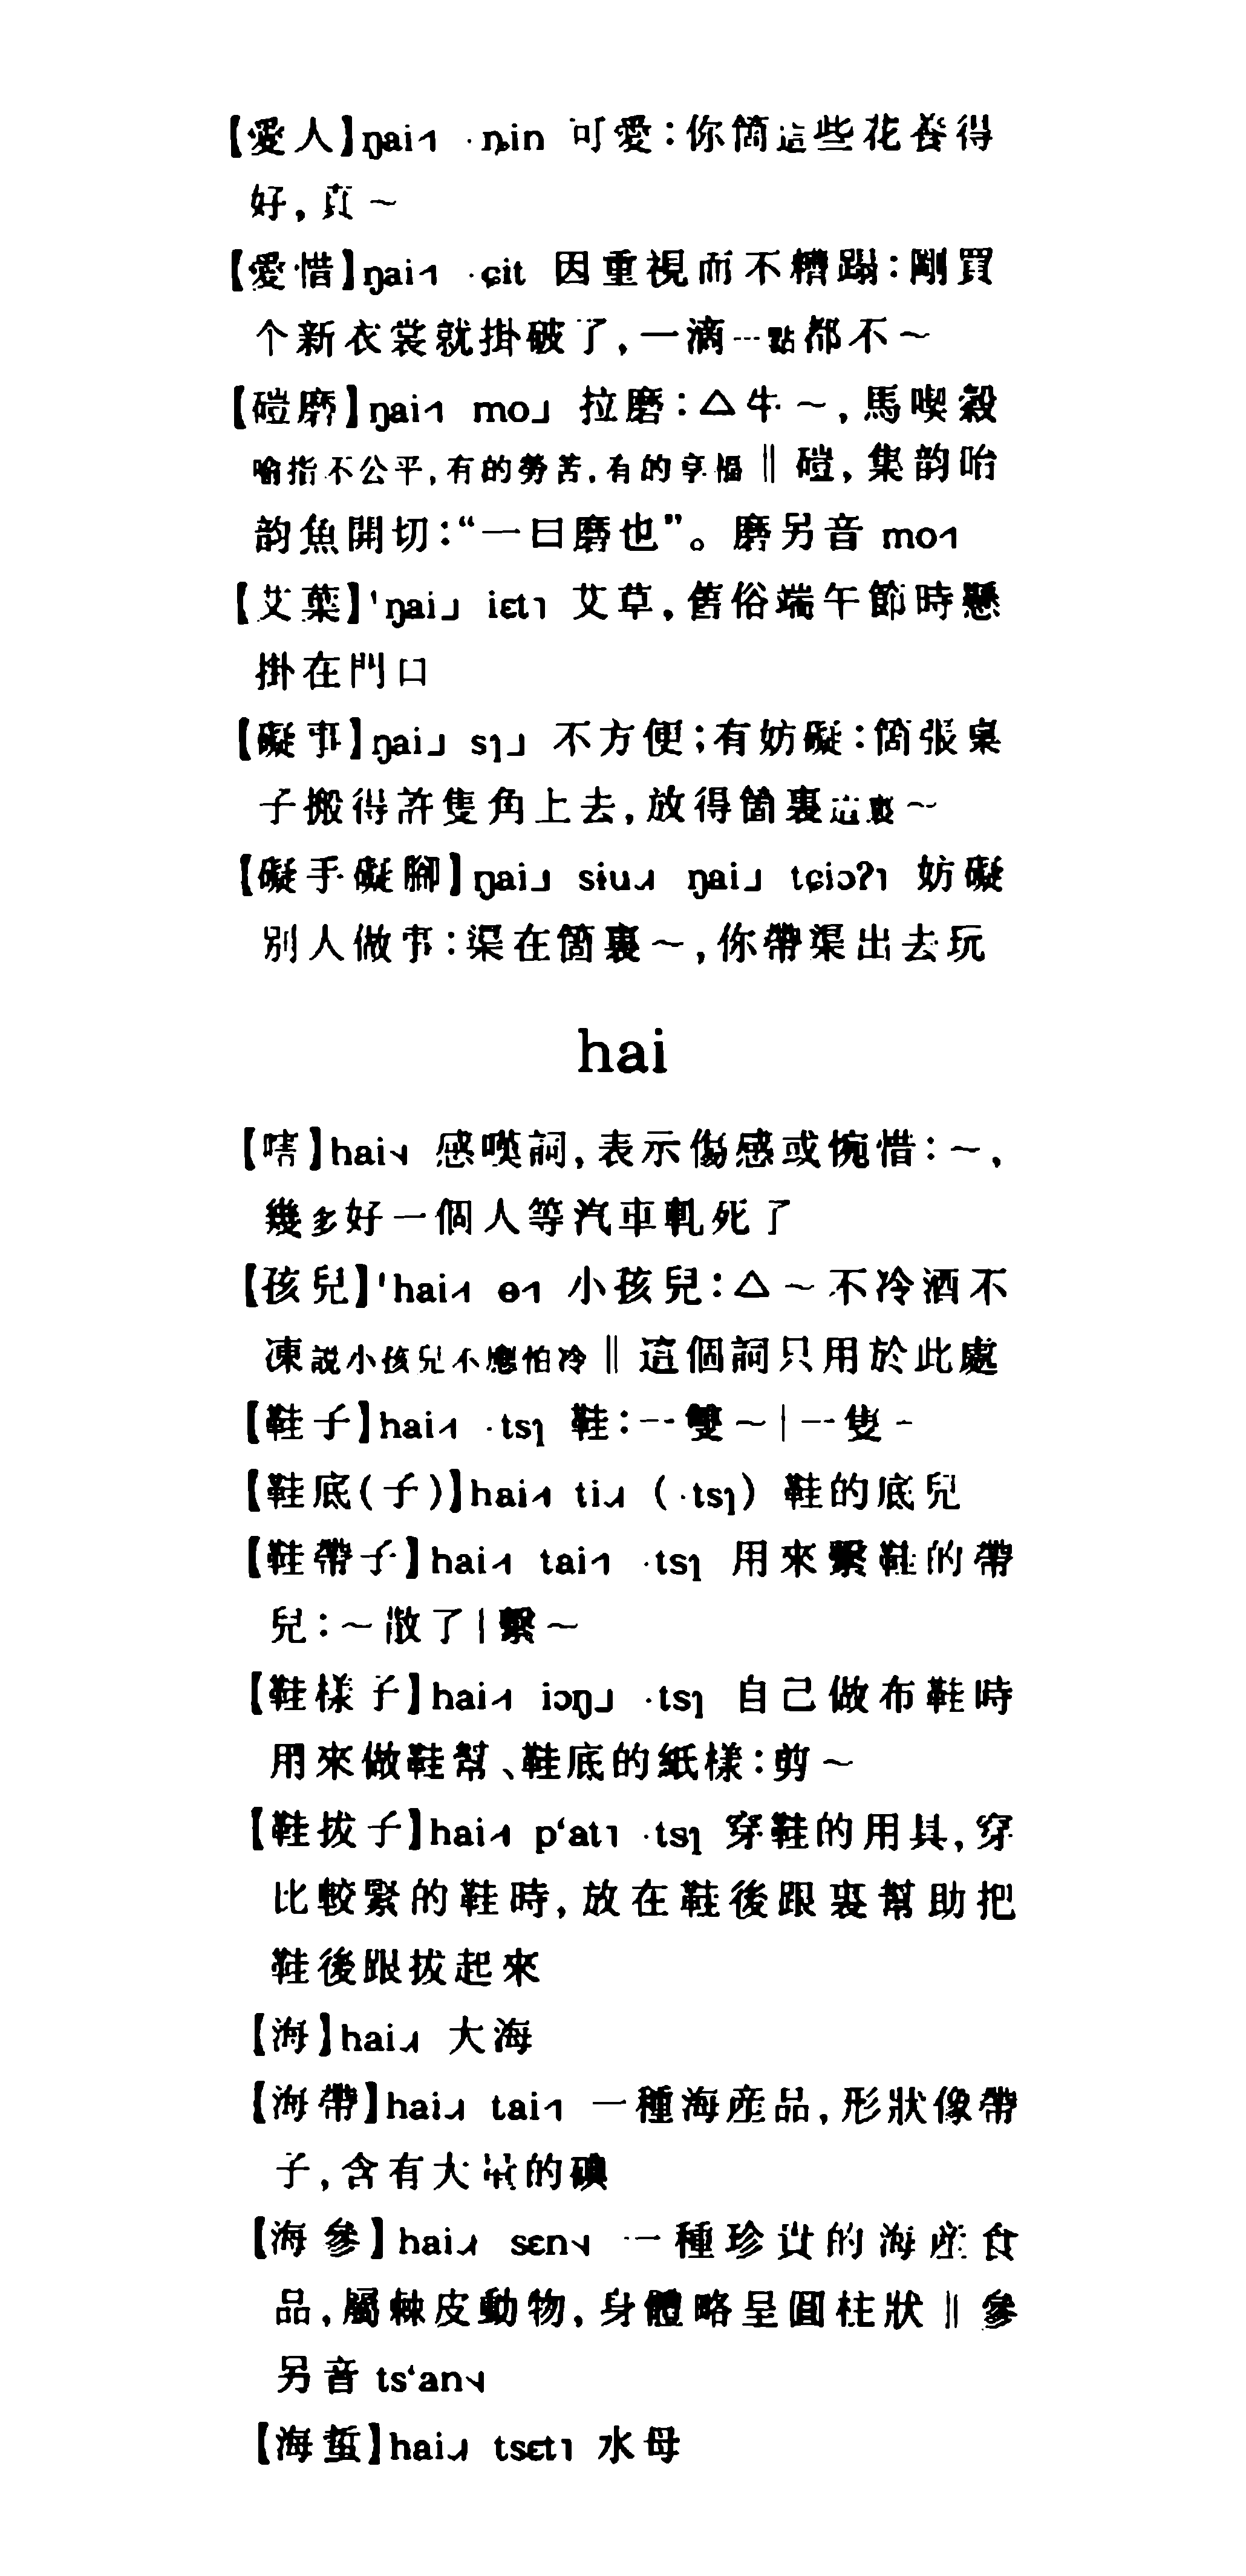 【愛人】ŋai˧˥ ·ȵin 可愛：你箇這些花養得
好，真～
【愛惜】ŋai˧˥ ·ɕit 因重視而不糟蹋：剛買
个新衣裳就掛破了，一滴一點都不～
【磑磨】ŋai˧˥ mo˩ 拉磨：△牛～，馬喫穀
喻指不公平，有的勞苦，有的享福‖磑，集韵咍
韵魚開切：“一曰磨也”。磨另音 mo˧˥
【艾葉】'ŋai˩ iɛt˥ 艾草，舊俗端午節時懸
掛在門口
【礙事】ŋai˩ sɿ˩ 不方便；有妨礙：箇張桌
子搬得許隻角上去，放得箇裏這裏～
【礙手礙腳】ŋai˩ sɨu˨˩˧ ŋai˩ tɕiɔʔ˥ 妨礙
別人做事：渠在箇裏～，你帶渠出去玩
hai
【嗐】hai˦˨ 感嘆詞，表示傷感或惋惜：～，
幾多好一個人等汽車軋死了
【孩兒】'hai˨˦ ɵ˧˥ 小孩兒：△～不冷酒不
凍説小孩兒不應怕冷‖這個詞只用於此處
【鞋子】hai˨˦ ·tsɿ 鞋：一雙～｜一隻～
【鞋底（子）】hai˨˦ ti˨˩˧ （·tsɿ） 鞋的底兒
【鞋帶子】hai˨˦ tai˧˥ ·tsɿ 用來繫鞋的帶
兒：～散了｜繫～
【鞋樣子】hai˨˦ iɔŋ˩ ·tsɿ 自己做布鞋時
用來做鞋幫、鞋底的紙樣：剪～
【鞋拔子】hai˨˦ p‘at˥ ·tsɿ 穿鞋的用具，穿
比較緊的鞋時，放在鞋後跟裏幫助把
鞋後跟拔起來
【海】hai˨˩˧ 大海
【海帶】hai˨˩˧ tai˧˥ 一種海産品，形狀像帶
子，含有大量的碘
【海參】hai˨˩˧ sɛn˦˨ 一種珍貴的海産食
品，屬棘皮動物，身體略呈圓柱狀‖參
另音 ts‘an˦˨
【海蜇】hai˨˩˧ tsɛt˥ 水母